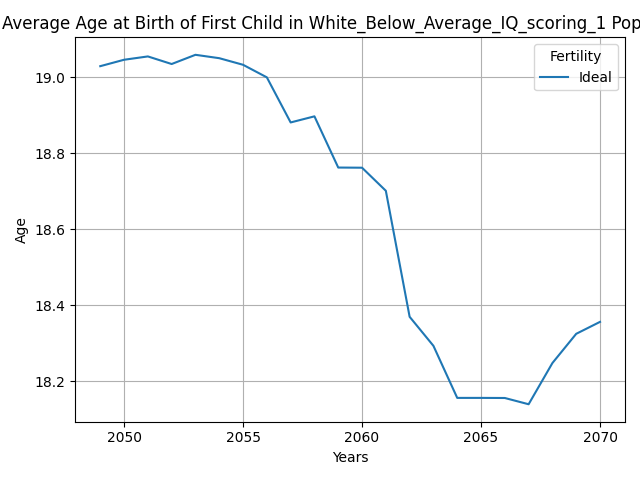 Average Age at Birth of First Child in White_Below_Average_IQ_scoring_1 Pop
Fertility
Ideal
19.0
18.8
18.6
18.4
18.2
Age
2050 2055 2060 2065 2070
Years